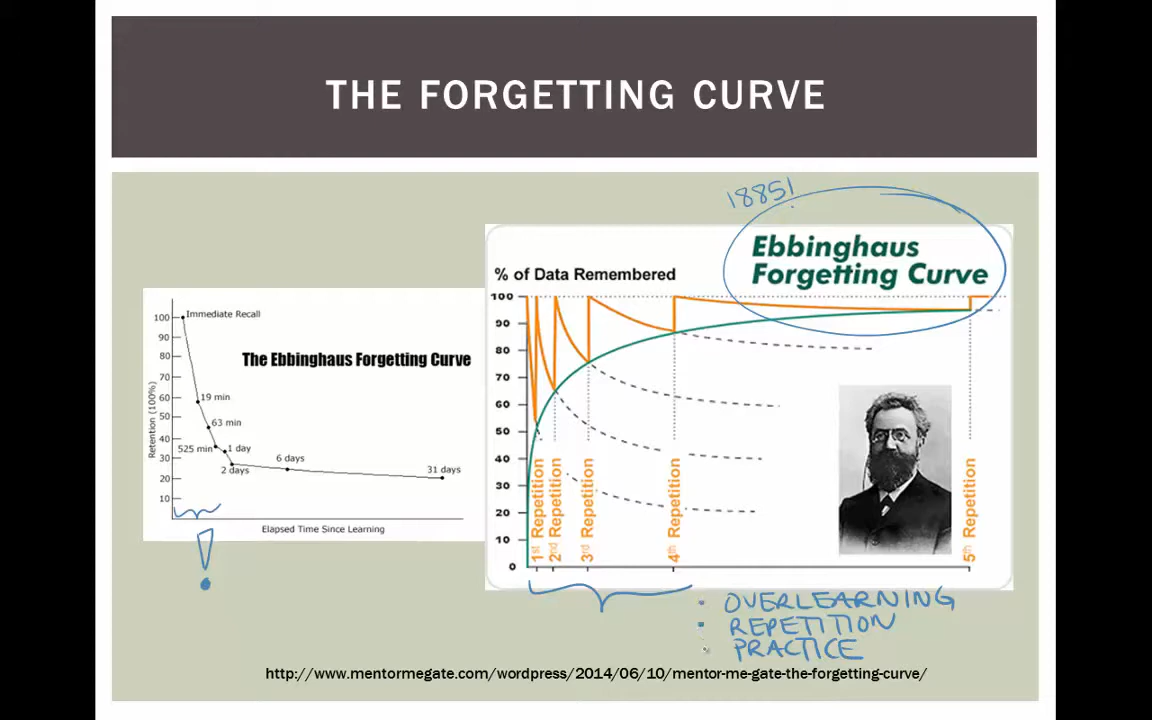 THE FORGETTING CURVE
1885!
Ebbinghaus
Forgetting Curve
% of Data Remembered
100
90
80
70
60
50
40
30
20
10
0
1st Repetition
2nd Repetition
3rd Repetition
4th Repetition
5th Repetition
The Ebbinghaus Forgetting Curve
Retention (100%)
100
90
80
70
60
50
40
30
20
10
Immediate Recall
19 min
63 min
525 min
1 day
2 days
6 days
31 days
Elapsed Time Since Learning
!
• OVERLEARNING
• REPETITION
• PRACTICE
http://www.mentormegate.com/wordpress/2014/06/10/mentor-me-gate-the-forgetting-curve/